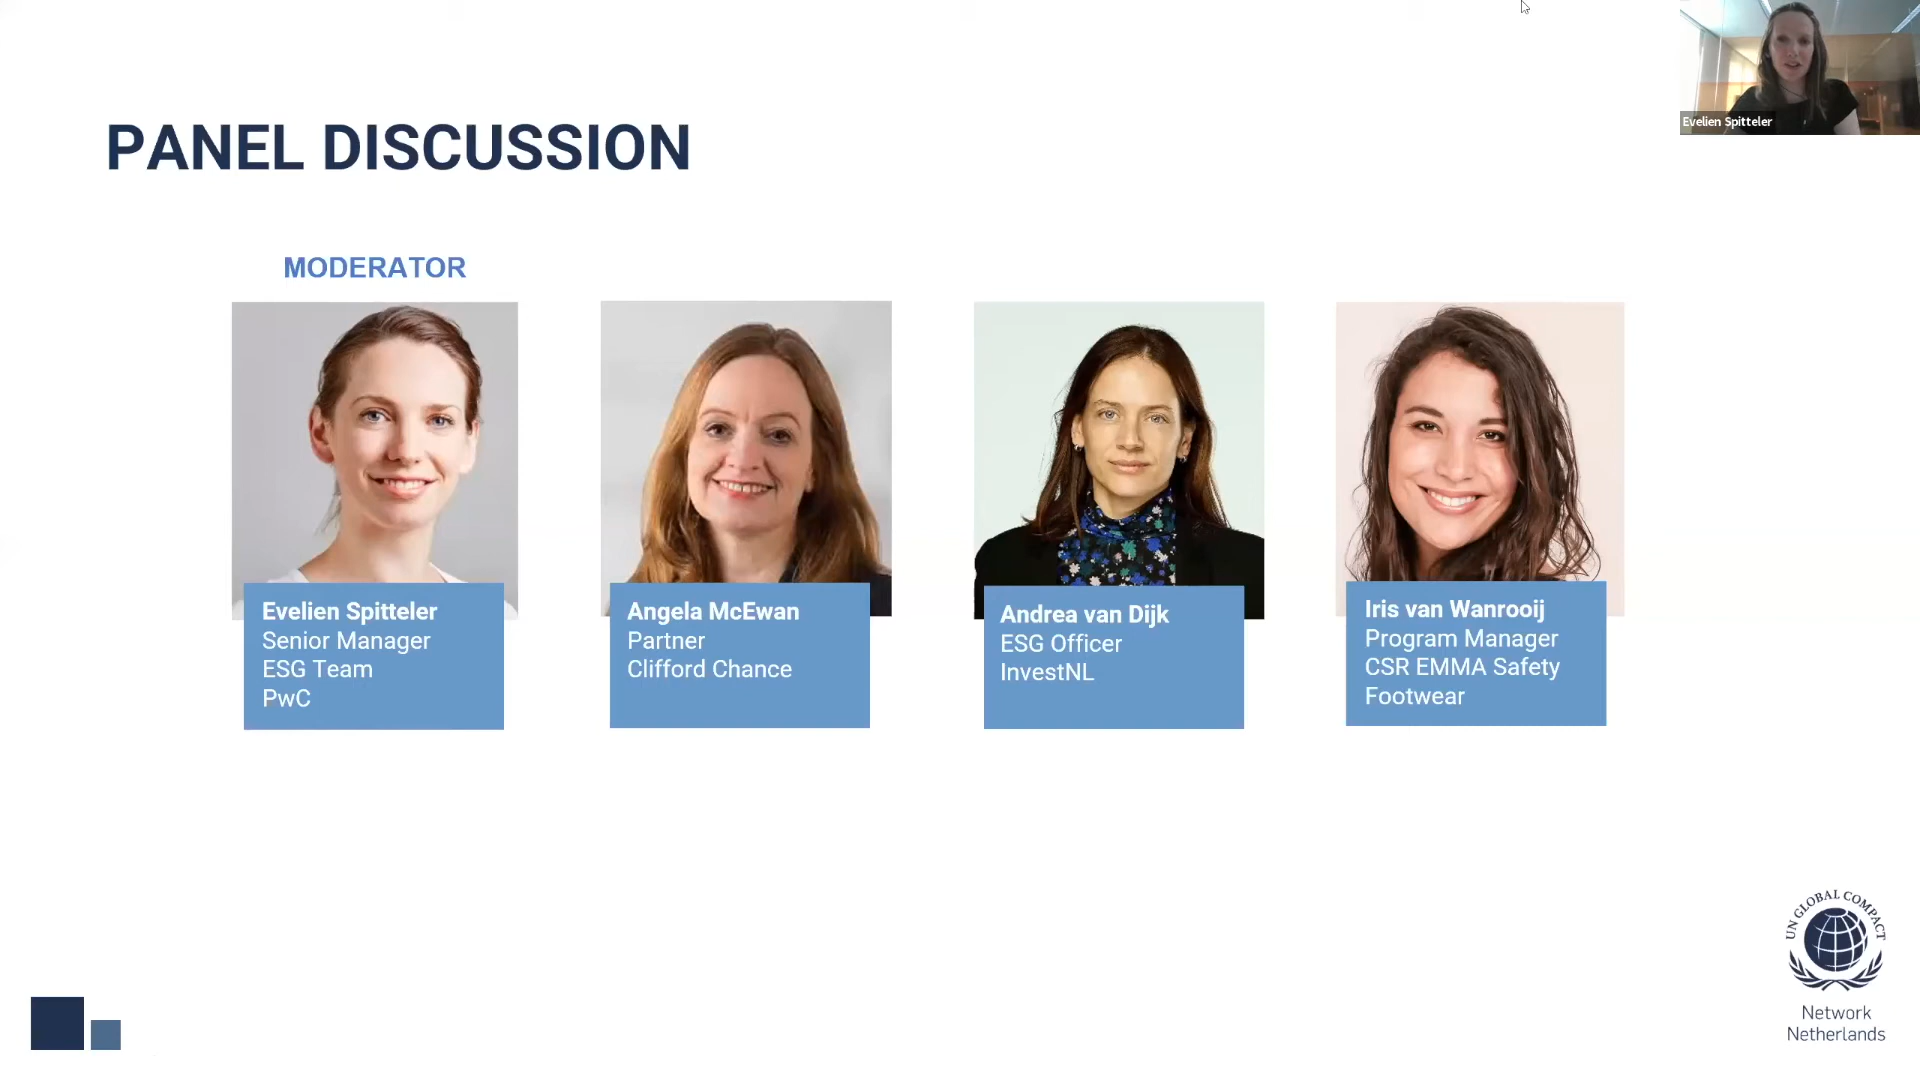 Evelien Spitteler
PANEL DISCUSSION
MODERATOR
Evelien Spitteler
Senior Manager
ESG Team
PwC
Angela McEwan
Partner
Clifford Chance
Andrea van Dijk
ESG Officer
InvestNL
Iris van Wanrooij
Program Manager
CSR EMMA Safety
Footwear
UN GLOBAL COMPACT
Network
Netherlands